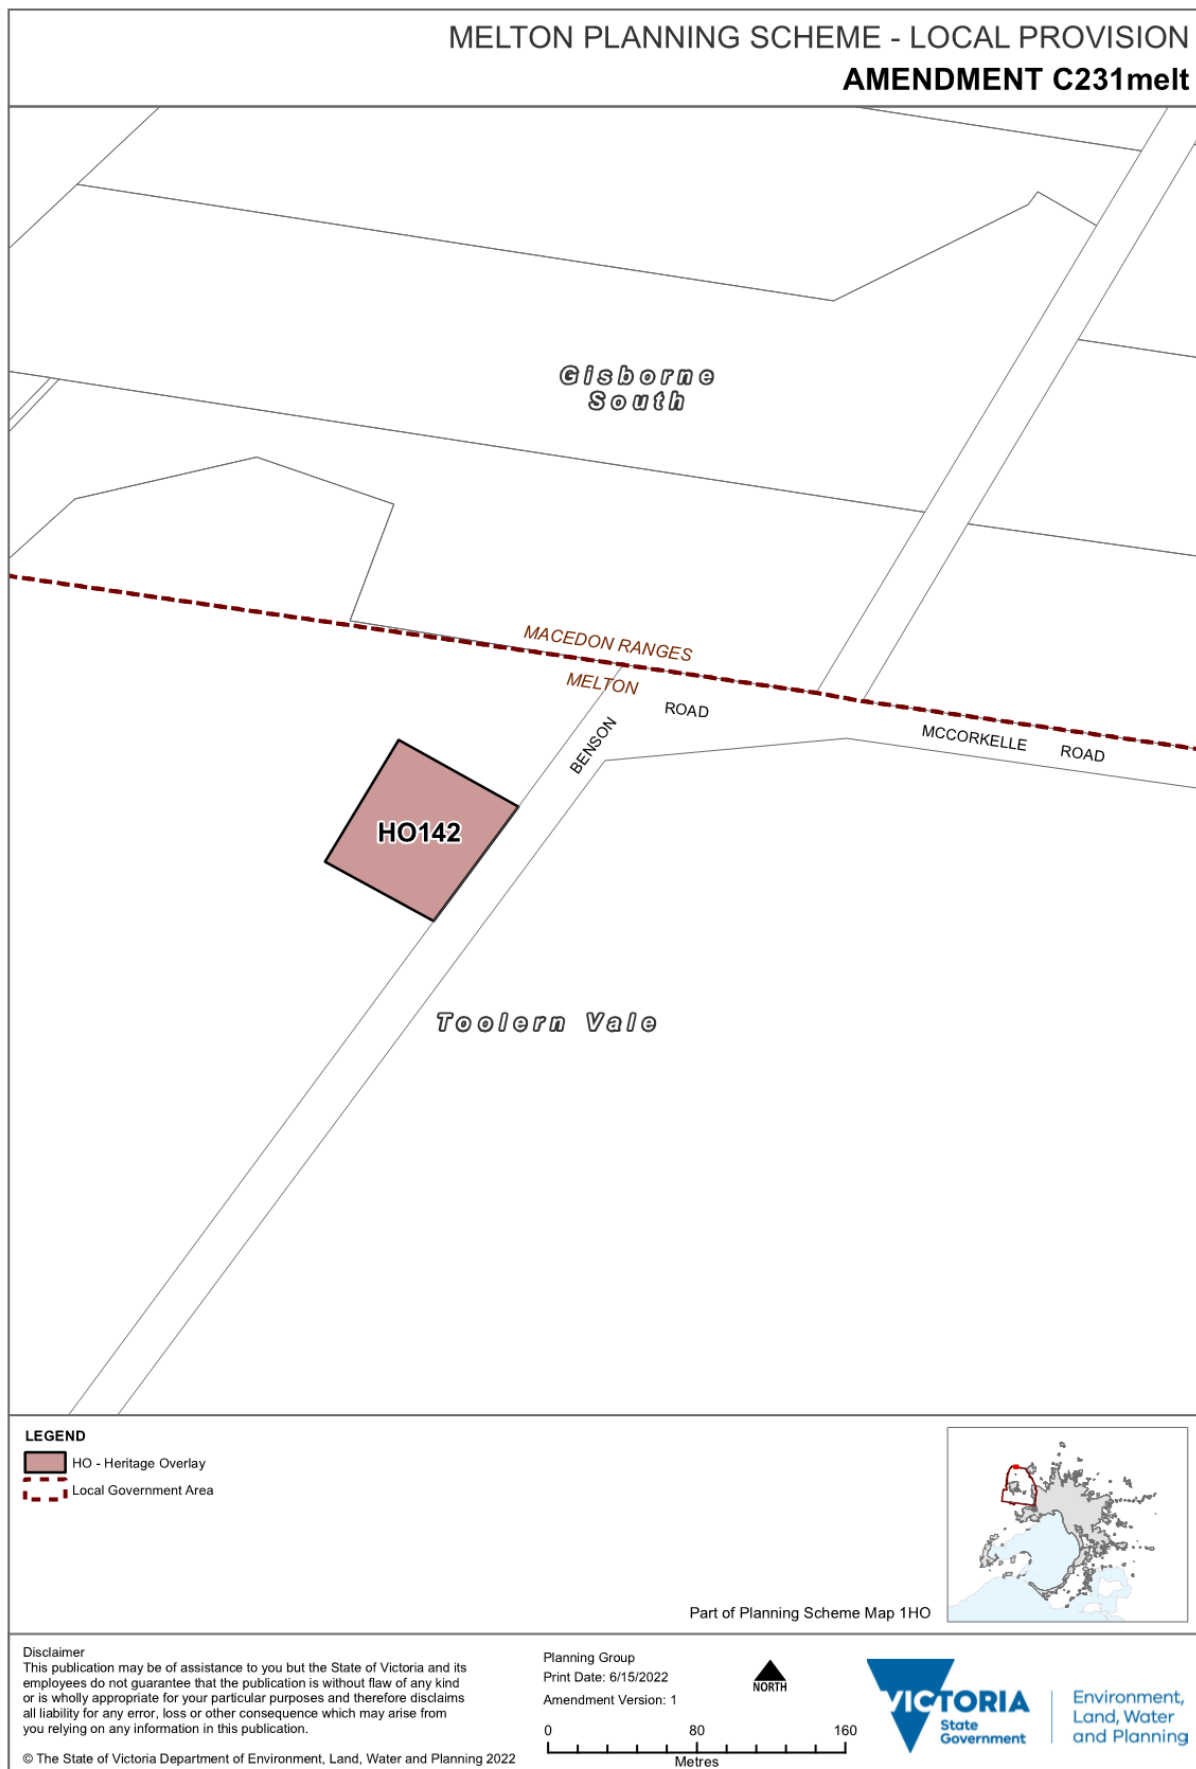 MELTON PLANNING SCHEME - LOCAL PROVISION
AMENDMENT C231melt
Gisborne
South
MACEDON RANGES
MELTON
ROAD
BENSON
MCCORKELLE ROAD
HO142
Toolern Vale
LEGEND
HO - Heritage Overlay
Local Government Area
Part of Planning Scheme Map 1HO
Disclaimer
This publication may be of assistance to you but the State of Victoria and its
employees do not guarantee that the publication is without flaw of any kind
or is wholly appropriate for your particular purposes and therefore disclaims
all liability for any error, loss or other consequence which may arise from
you relying on any information in this publication.
© The State of Victoria Department of Environment, Land, Water and Planning 2022
Planning Group
Print Date: 6/15/2022
Amendment Version: 1
NORTH
0 80 160
Metres
VICTORIA
State
Government
Environment,
Land, Water
and Planning